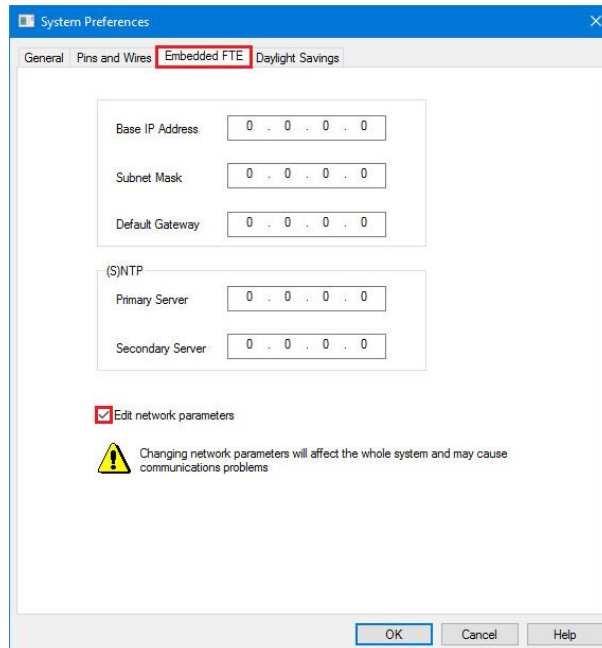 System Preferences
General Pins and Wires Embedded FTE Daylight Savings
Base IP Address 0 . 0 . 0 . 0
Subnet Mask 0 . 0 . 0 . 0
Default Gateway 0 . 0 . 0 . 0
(S)NTP
Primary Server 0 . 0 . 0 . 0
Secondary Server 0 . 0 . 0 . 0
Edit network parameters
Changing network parameters will affect the whole system and may cause
communications problems
OK Cancel Help